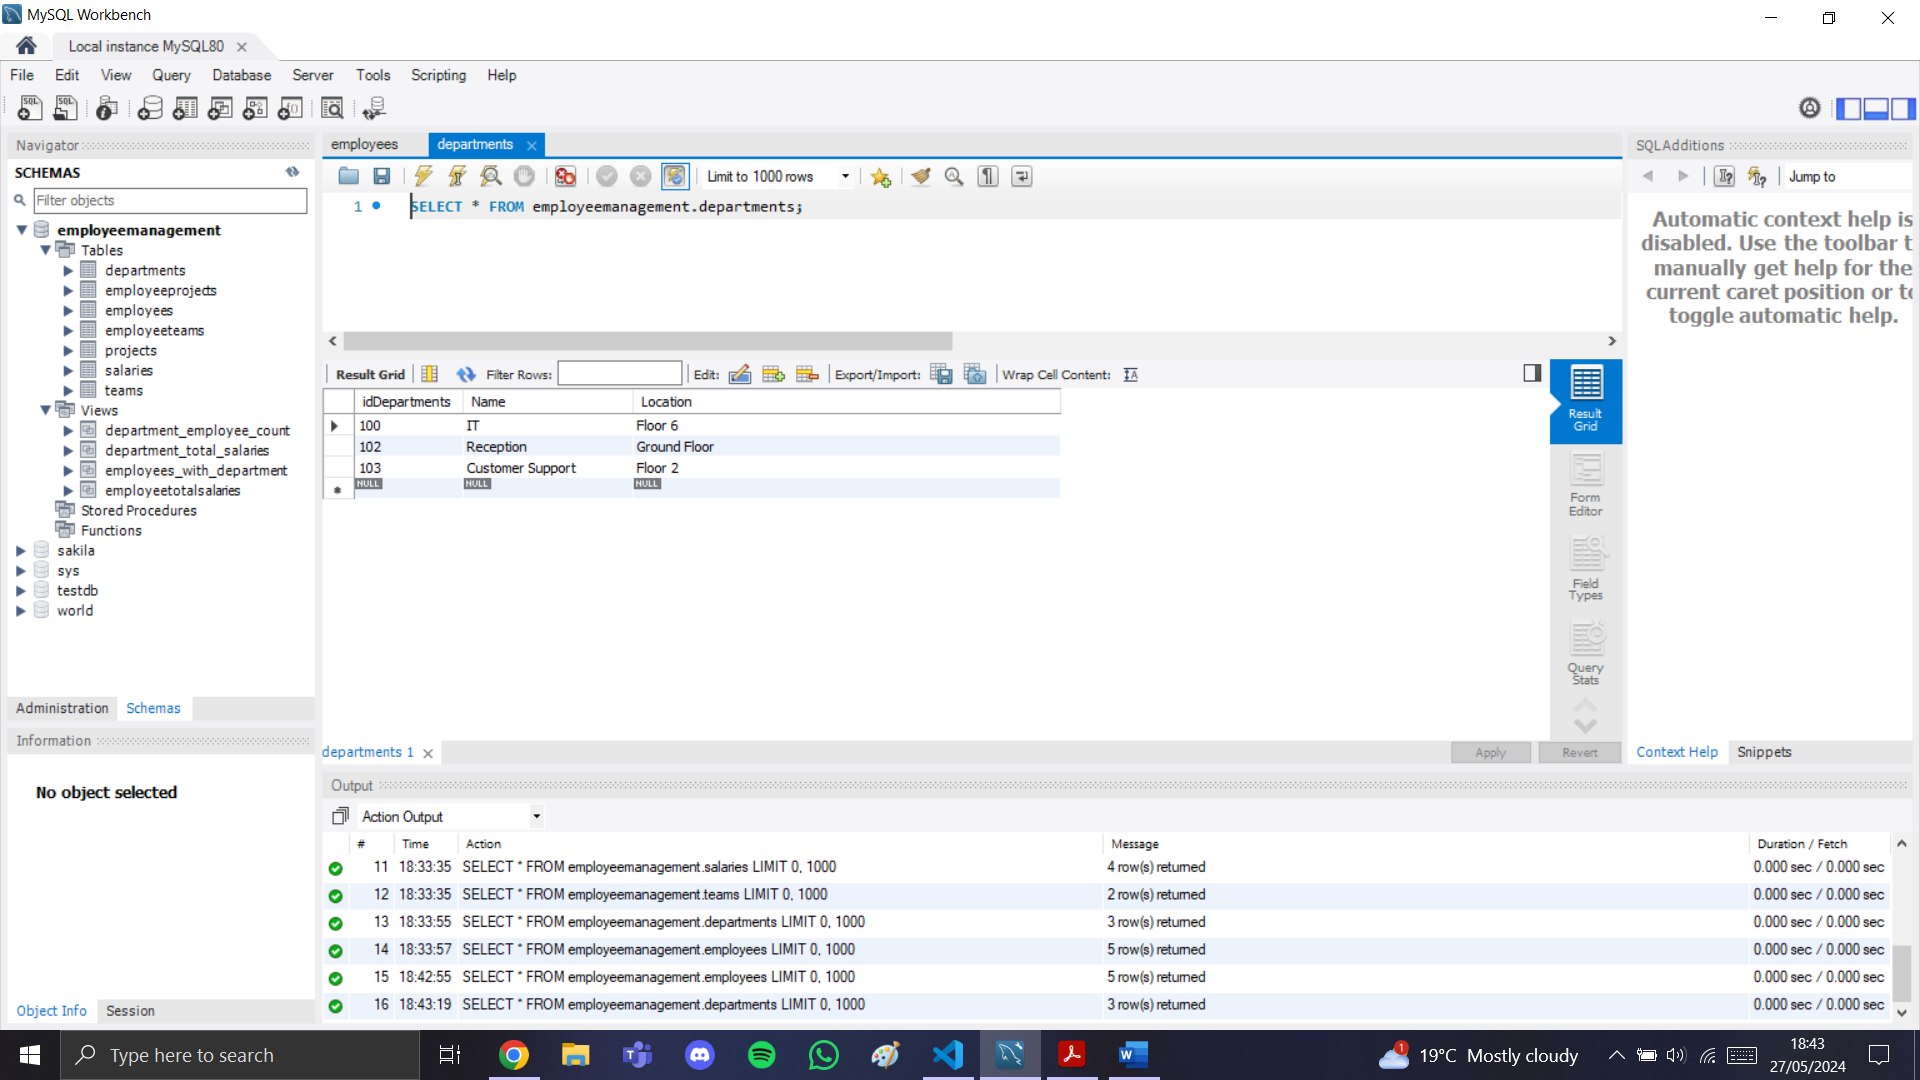 MySQL Workbench
Local instance MySQL80
File Edit View Query Database Server Tools Scripting Help
Navigator
SCHEMAS
Filter objects
employeemanagement
Tables
departments
employeeprojects
employees
employeeteams
projects
salaries
teams
Views
department_employee_count
department_total_salaries
employees_with_department
employeetotalsalaries
Stored Procedures
Functions
sakila
sys
testdb
world
Administration Schemas
Information
No object selected
Object Info Session
employees departments
Limit to 1000 rows
1 SELECT * FROM employeemanagement.departments;
Result Grid Filter Rows: Edit: Export/Import: Wrap Cell Content:
idDepartments Name Location
100 IT Floor 6
102 Reception Ground Floor
103 Customer Support Floor 2
NULL NULL NULL
Result
Grid
Form
Editor
Field
Types
Query
Stats
departments 1 Apply Revert
SQLAdditions
Jump to
Automatic context help is
disabled. Use the toolbar t
manually get help for the
current caret position or to
toggle automatic help.
Context Help Snippets
Output
Action Output
# Time Action Message Duration / Fetch
11 18:33:35 SELECT * FROM employeemanagement.salaries LIMIT 0, 1000 4 row(s) returned 0.000 sec / 0.000 sec
12 18:33:35 SELECT * FROM employeemanagement.teams LIMIT 0, 1000 2 row(s) returned 0.000 sec / 0.000 sec
13 18:33:55 SELECT * FROM employeemanagement.departments LIMIT 0, 1000 3 row(s) returned 0.000 sec / 0.000 sec
14 18:33:57 SELECT * FROM employeemanagement.employees LIMIT 0, 1000 5 row(s) returned 0.000 sec / 0.000 sec
15 18:42:55 SELECT * FROM employeemanagement.employees LIMIT 0, 1000 5 row(s) returned 0.000 sec / 0.000 sec
16 18:43:19 SELECT * FROM employeemanagement.departments LIMIT 0, 1000 3 row(s) returned 0.000 sec / 0.000 sec
Type here to search
1
19°C Mostly cloudy
18:43
27/05/2024